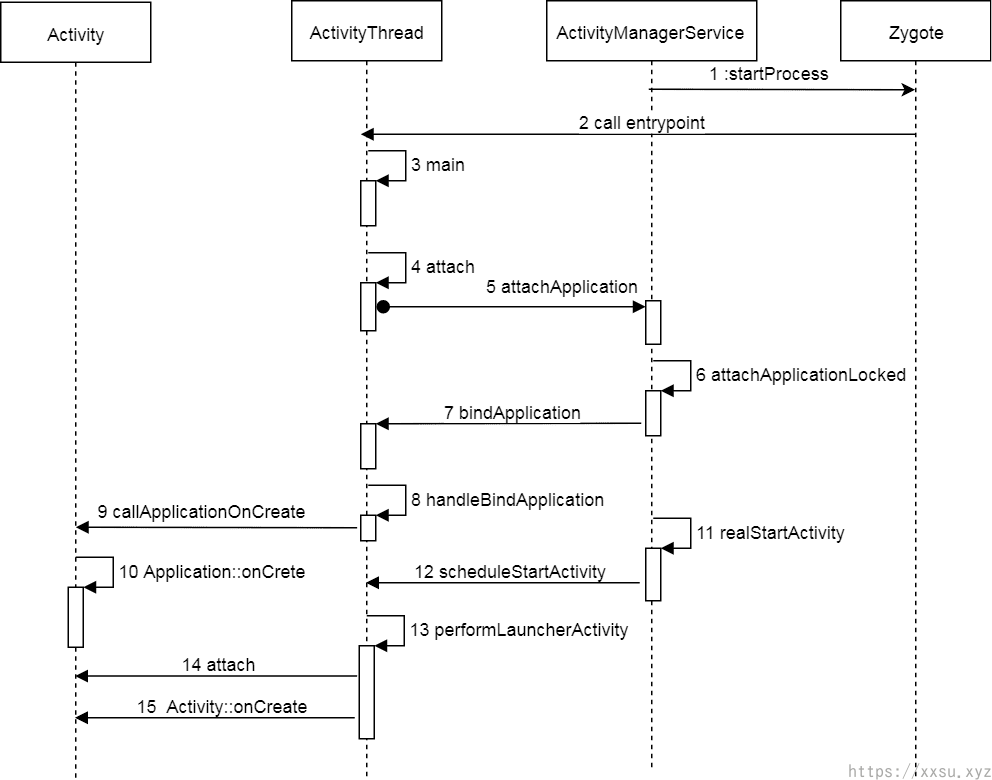 Activity
ActivityThread
ActivityManagerService
Zygote
1 :startProcess
2 call entrypoint
3 main
4 attach
5 attachApplication
6 attachApplicationLocked
7 bindApplication
8 handleBindApplication
9 callApplicationOnCreate
11 realStartActivity
10 Application::onCrete
12 scheduleStartActivity
13 performLauncherActivity
14 attach
15 Activity::onCreate
https://xxsu.xyz